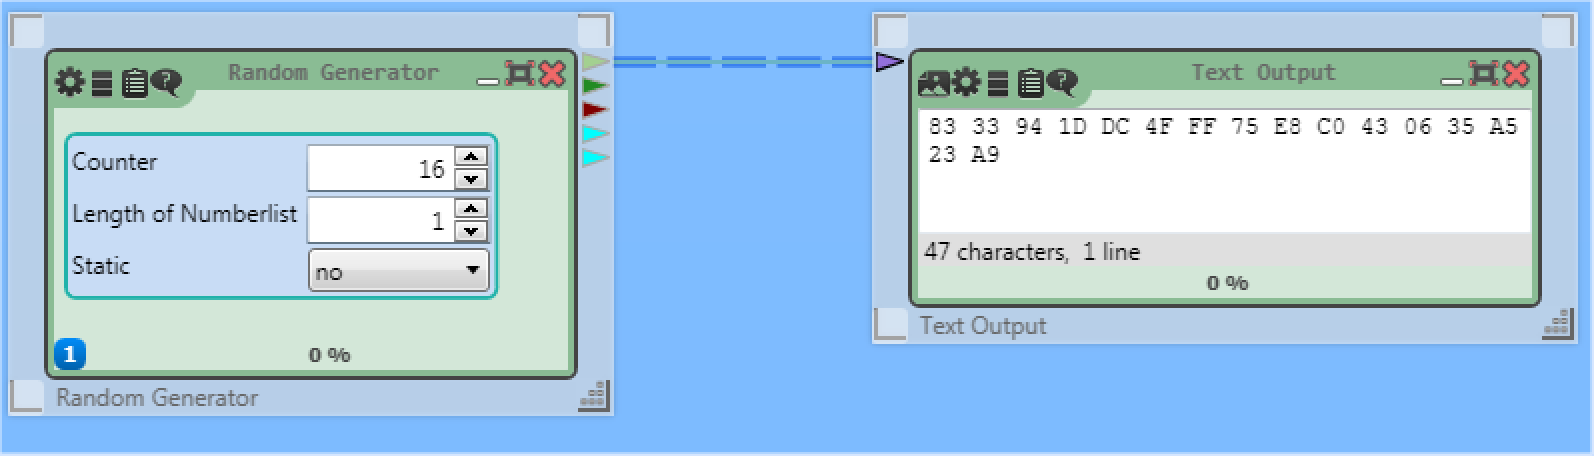 Random Generator
Counter
16
Length of Numberlist
1
Static
no
1
0 %
Random Generator
Text Output
83 33 94 1D DC 4F FF 75 E8 C0 43 06 35 A5
23 A9
47 characters, 1 line
0 %
Text Output